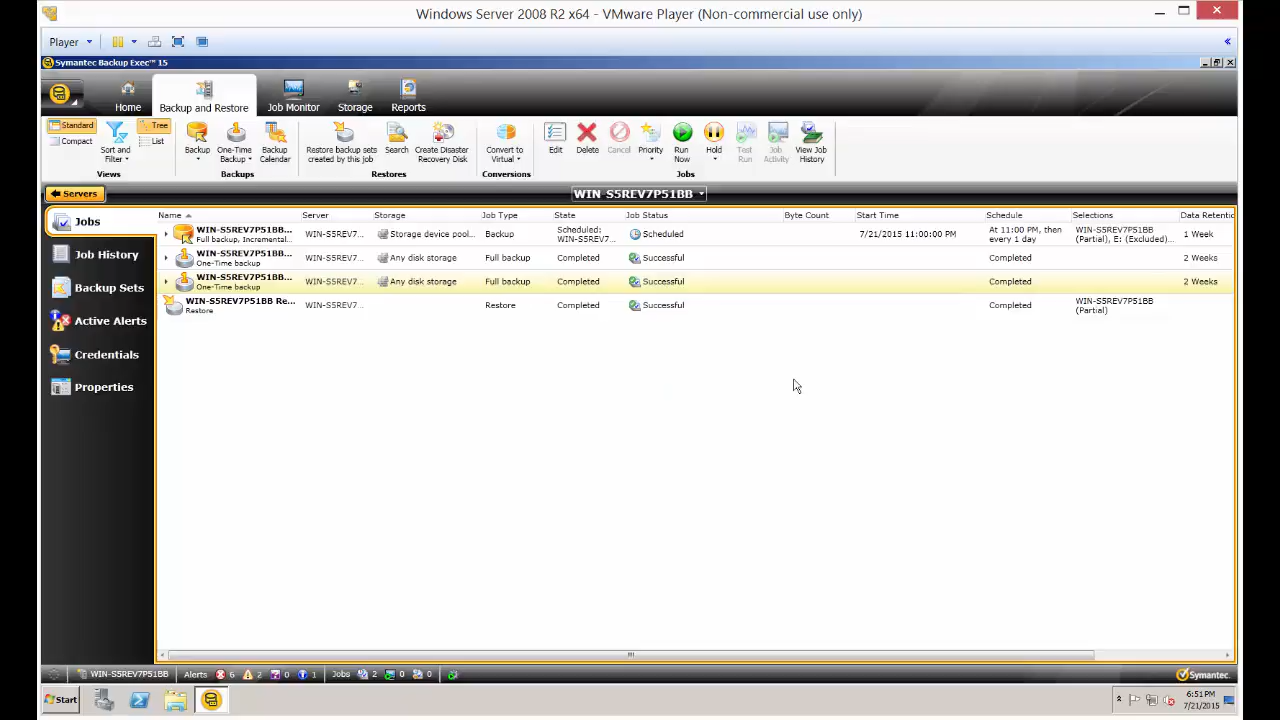 Windows Server 2008 R2 x64 - VMware Player (Non-commercial use only)
Player
Symantec Backup Exec™ 15
Home
Backup and Restore
Job Monitor
Storage
Reports
Standard
Compact
Sort and
Filter
Tree
List
Views
Backup
One-Time
Backup
Backup
Calendar
Backups
Restore backup sets
created by this job
Search
Create Disaster
Recovery Disk
Restores
Convert to
Virtual
Conversions
Edit
Delete
Cancel
Priority
Run
Now
Hold
Test
Run
Job
Activity
View Job
History
Jobs
Servers
WIN-S5REV7P51BB
Jobs
Job History
Backup Sets
Active Alerts
Credentials
Properties
Name Server Storage Job Type State Job Status Byte Count Start Time Schedule Selections Data Retentic
WIN-S5REV7P51BB...
Full backup, Incremental...
WIN-S5REV7... Storage device pool... Backup
Scheduled:
WIN-S5REV7...
Scheduled 7/21/2015 11:00:00 PM
At 11:00 PM, then
every 1 day
WIN-S5REV7P51BB
(Partial), E: (Excluded)...
1 Week
WIN-S5REV7P51BB...
One-Time backup
WIN-S5REV7... Any disk storage Full backup Completed Successful Completed 2 Weeks
WIN-S5REV7P51BB...
One-Time backup
WIN-S5REV7... Any disk storage Full backup Completed Successful Completed 2 Weeks
WIN-S5REV7P51BB Re...
Restore
WIN-S5REV7... Restore Completed Successful Completed
WIN-S5REV7P51BB
(Partial)
WIN-S5REV7P51BB Alerts 6 2 0 1 Jobs 2 0 0
Symantec.
Start
6:51 PM
7/21/2015